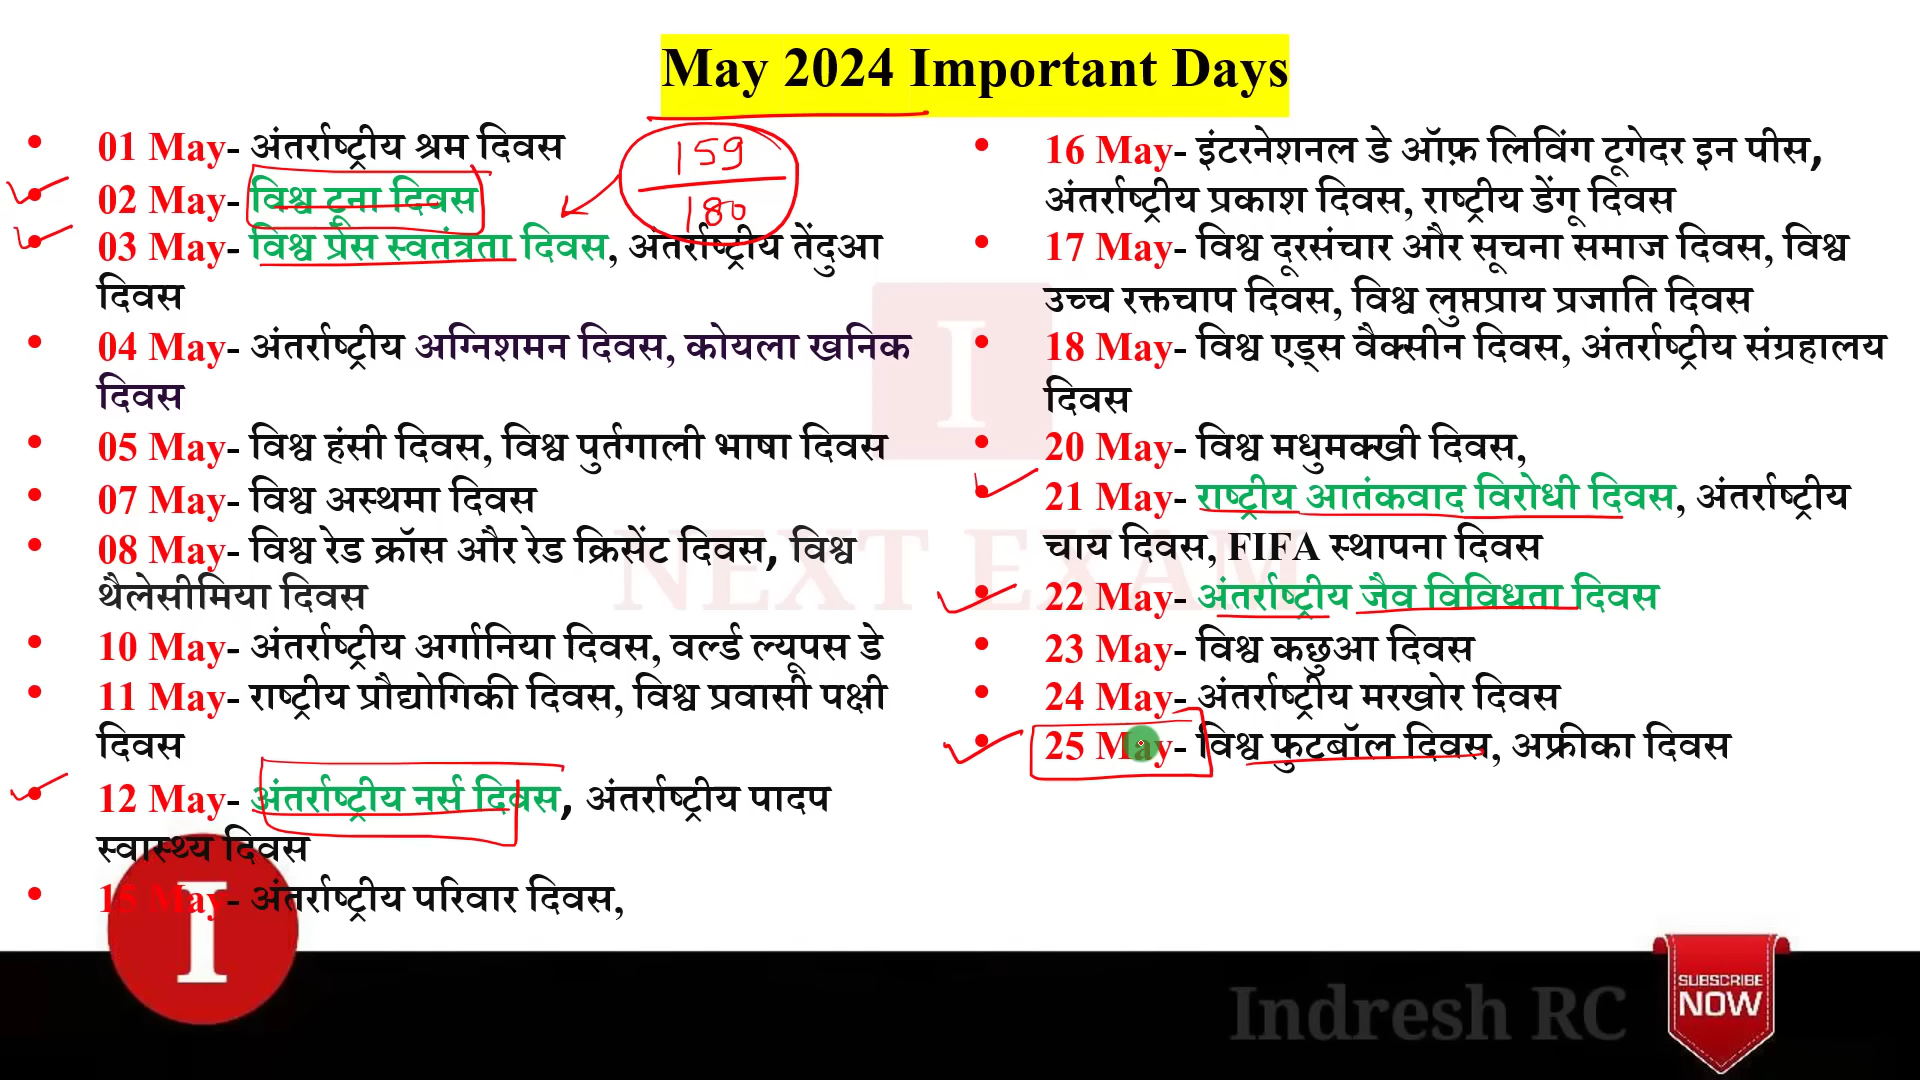 May 2024 Important Days
01 May- अंतर्राष्ट्रीय श्रम दिवस
02 May- विश्व टूना दिवस
03 May- विश्व प्रेस स्वतंत्रता दिवस, अंतर्राष्ट्रीय तेंदुआ
दिवस
04 May- अंतर्राष्ट्रीय अग्निशमन दिवस, कोयला खनिक
दिवस
05 May- विश्व हंसी दिवस, विश्व पुर्तगाली भाषा दिवस
07 May- विश्व अस्थमा दिवस
08 May- विश्व रेड क्रॉस और रेड क्रिसेंट दिवस, विश्व
थैलेसीमिया दिवस
10 May- अंतर्राष्ट्रीय अर्गानिया दिवस, वर्ल्ड ल्यूपस डे
11 May- राष्ट्रीय प्रौद्योगिकी दिवस, विश्व प्रवासी पक्षी
दिवस
12 May- अंतर्राष्ट्रीय नर्स दिवस, अंतर्राष्ट्रीय पादप
स्वास्थ्य दिवस
15 May- अंतर्राष्ट्रीय परिवार दिवस,
159
180
16 May- इंटरनेशनल डे ऑफ़ लिविंग टूगेदर इन पीस,
अंतर्राष्ट्रीय प्रकाश दिवस, राष्ट्रीय डेंगू दिवस
17 May- विश्व दूरसंचार और सूचना समाज दिवस, विश्व
उच्च रक्तचाप दिवस, विश्व लुप्तप्राय प्रजाति दिवस
18 May- विश्व एड्स वैक्सीन दिवस, अंतर्राष्ट्रीय संग्रहालय
दिवस
20 May- विश्व मधुमक्खी दिवस,
21 May- राष्ट्रीय आतंकवाद विरोधी दिवस, अंतर्राष्ट्रीय
चाय दिवस, FIFA स्थापना दिवस
22 May- अंतर्राष्ट्रीय जैव विविधता दिवस
23 May- विश्व कछुआ दिवस
24 May- अंतर्राष्ट्रीय मरखोर दिवस
25 May- विश्व फुटबॉल दिवस, अफ्रीका दिवस
I
NEXT EXAM
I
Indresh RC
SUBSCRIBE
NOW